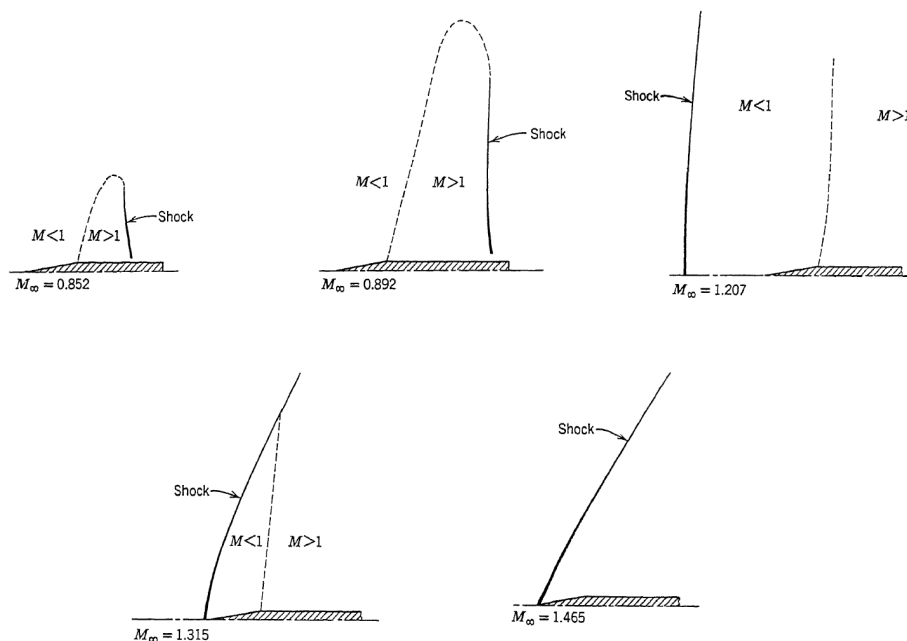 Shock
M<1
M>1
M∞ = 0.852
Shock
M<1
M>1
M∞ = 0.892
Shock
M<1
M>1
M∞ = 1.207
Shock
M<1
M>1
M∞ = 1.315
Shock
M∞ = 1.465